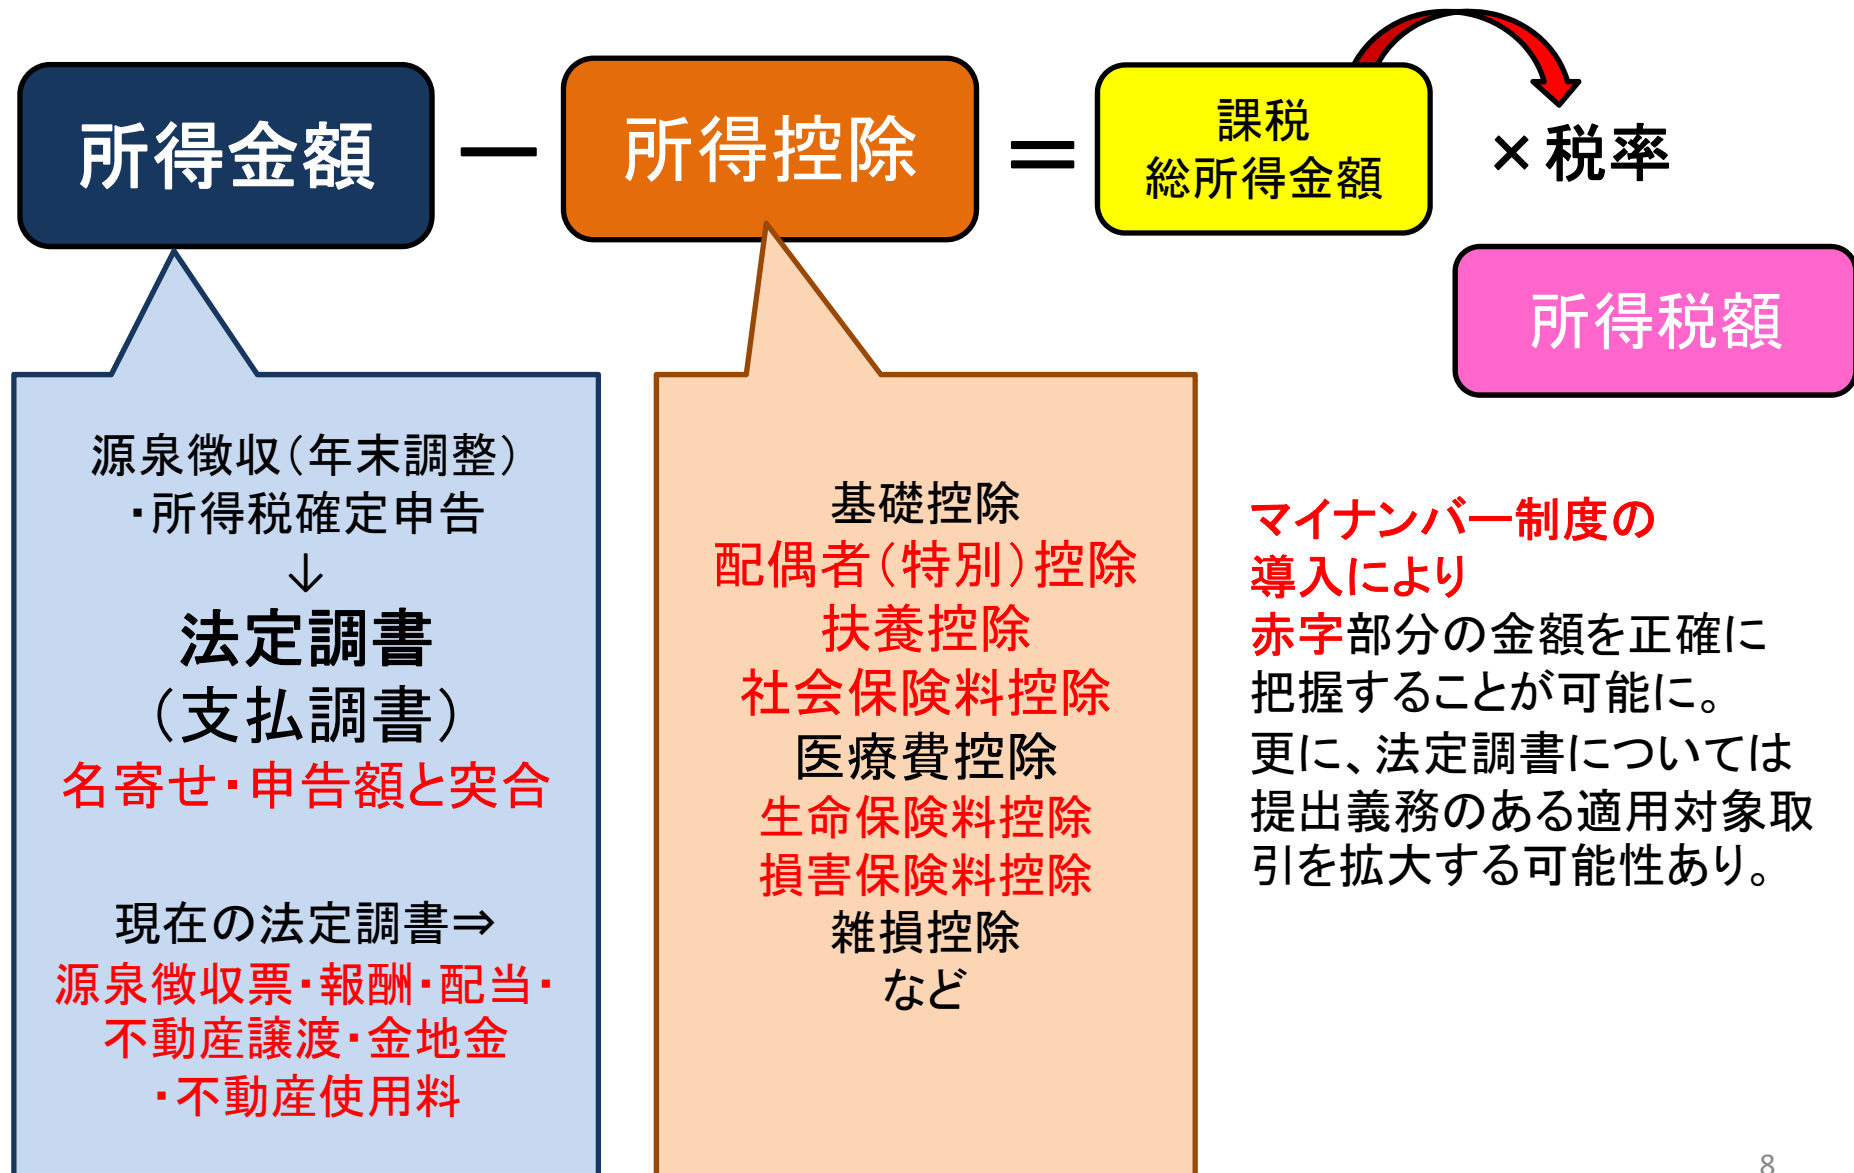 所得金額
－
所得控除
＝
課税
総所得金額
×税率
所得税額
源泉徴収（年末調整）
・所得税確定申告
↓
法定調書
（支払調書）
名寄せ・申告額と突合
現在の法定調書⇒
源泉徴収票・報酬・配当・
不動産譲渡・金地金
・不動産使用料
基礎控除
配偶者（特別）控除
扶養控除
社会保険料控除
医療費控除
生命保険料控除
損害保険料控除
雑損控除
など
マイナンバー制度の
導入により
赤字部分の金額を正確に
把握することが可能に。
更に、法定調書については
提出義務のある適用対象取
引を拡大する可能性あり。
8